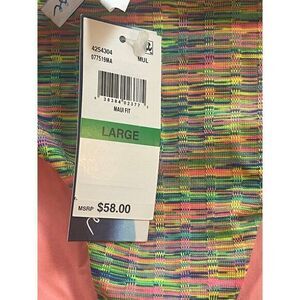 4254304
077519MA MUL
MAUI FIT
LARGE
MSRP $58.00